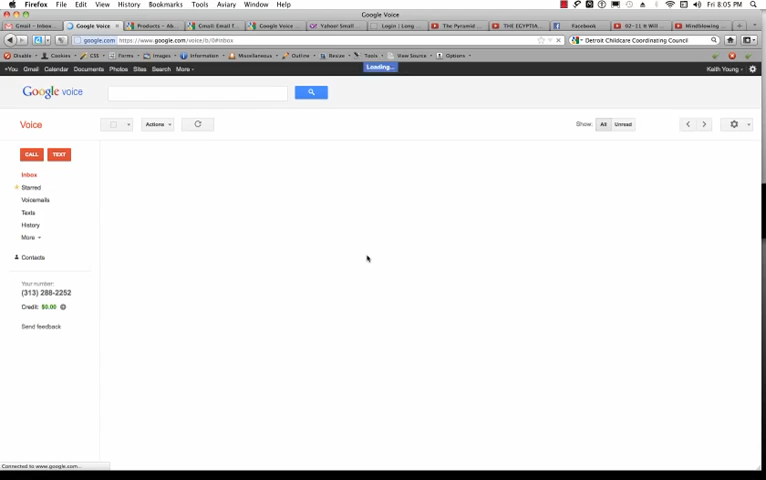 Firefox File Edit View History Bookmarks Tools Aviary Window Help Fri 8:05 PM
Google Voice
Gmail – Inbox Google Voice Products – Ab... Gmail: Email f... Google Voice ... Yahoo! Small ... Login | Long ... The Pyramid ... THE EGYPTIA... Facebook 02-11 It Will ... Mindblowing ...
google.com https://www.google.com/voice/b/0#inbox Detroit Childcare Coordinating Council
Disable Cookies CSS Forms Images Information Miscellaneous Outline Resize Tools View Source Options
+You Gmail Calendar Documents Photos Sites Search More Loading... Keith Young
Google voice
Voice Actions Show: All Unread
CALL TEXT
Inbox
Starred
Voicemails
Texts
History
More
Contacts
Your number:
(313) 288-2252
Credit: $0.00
Send feedback
Connected to www.google.com...